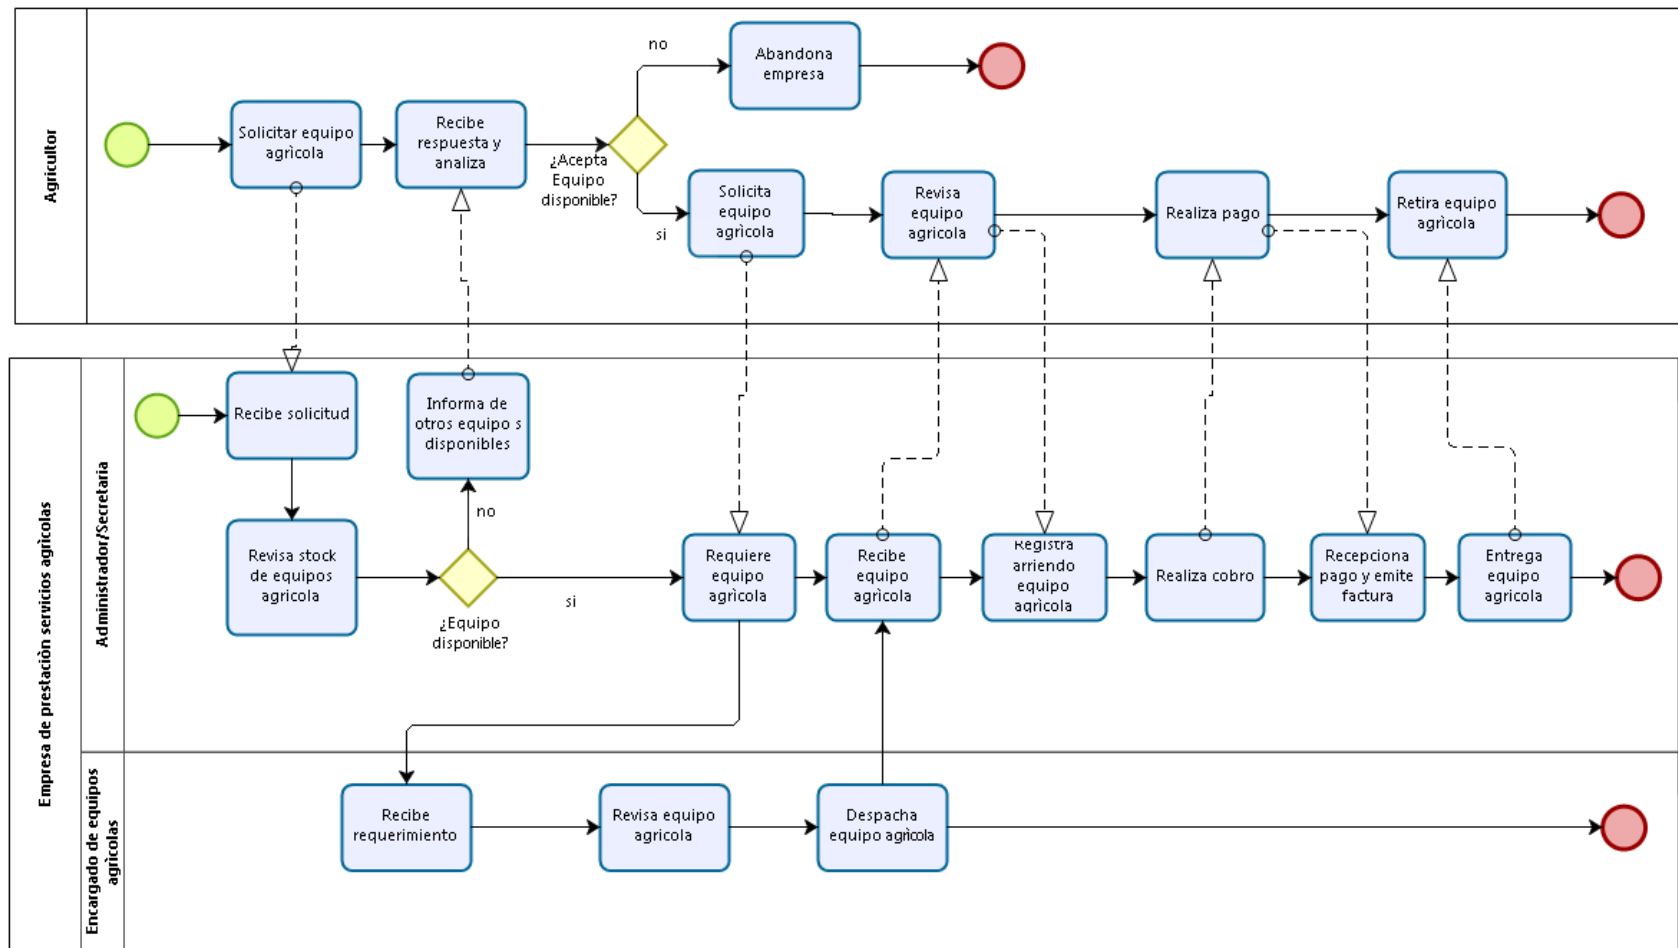 Agricultor
Solicitar equipo
agrìcola
Recibe
respuesta y
analiza
¿Acepta
Equipo
disponible?
no
si
Abandona
empresa
Solicita
equipo
agrìcola
Revisa
equipo
agricola
Realiza pago
Retira equipo
agrìcola
Empresa de prestaciòn servicios agrìcolas
Administrador/Secretaria
Recibe solicitud
Informa de
otros equipo s
disponibles
Revisa stock
de equipos
agricola
no
si
¿Equipo
disponible?
Requiere
equipo
agrìcola
Recibe
equipo
agrìcola
Registra
arriendo
equipo
agrìcola
Realiza cobro
Recepciona
pago y emite
factura
Entrega
equipo
agricola
Encargado de equipos
agrìcolas
Recibe
requerimiento
Revisa equipo
agricola
Despacha
equipo agrìcola